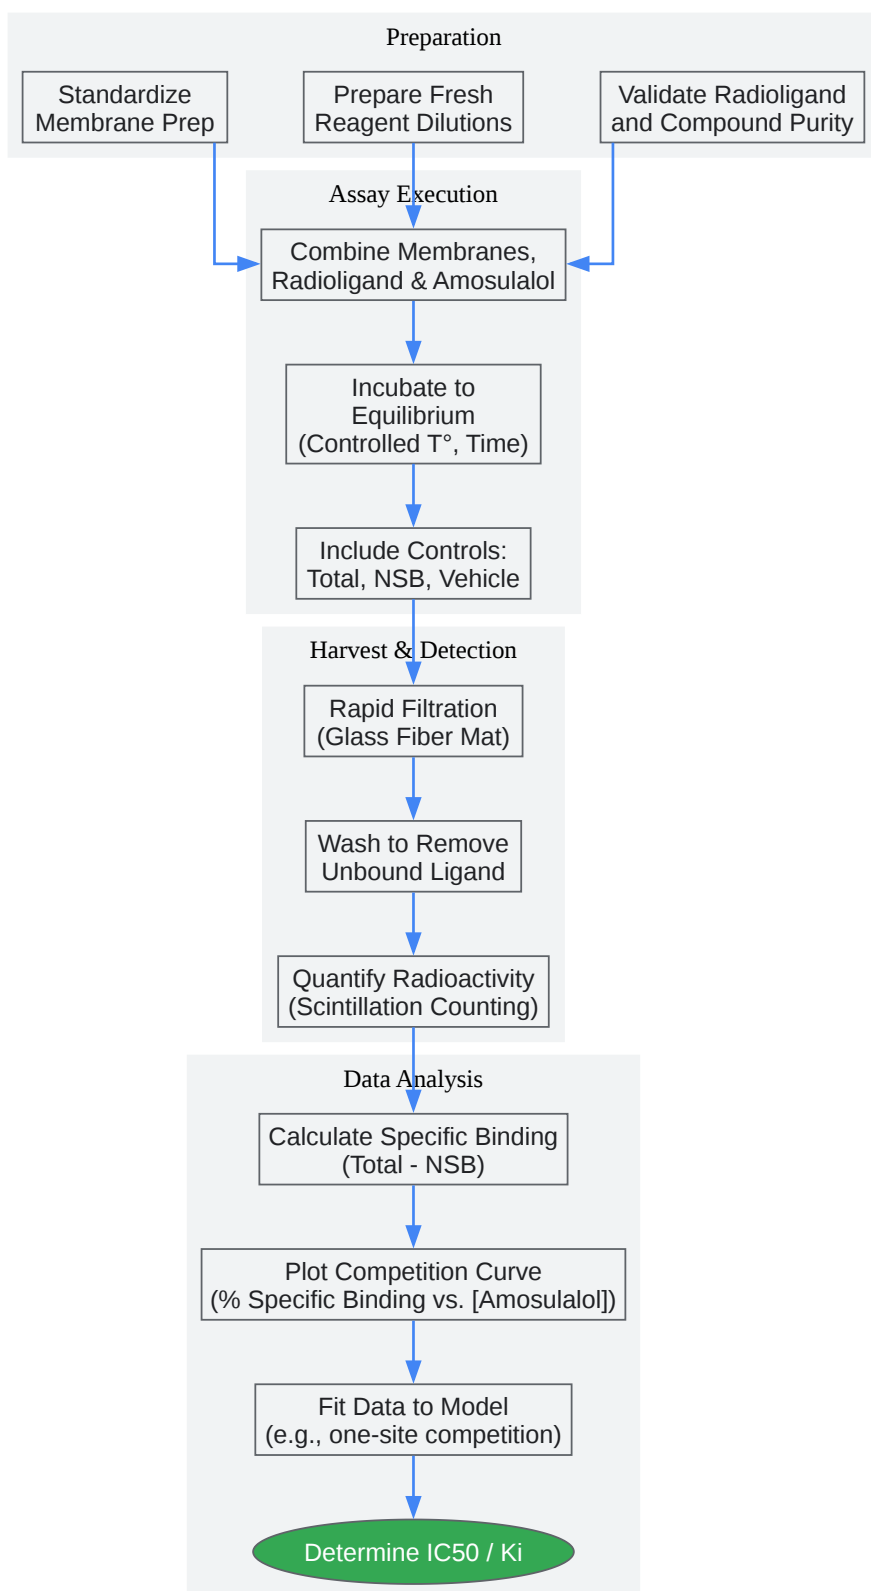 Preparation
Standardize
Membrane Prep
Prepare Fresh
Reagent Dilutions
Validate Radioligand
and Compound Purity
Assay Execution
Combine Membranes,
Radioligand & Amosulalol
Incubate to
Equilibrium
(Controlled T°, Time)
Include Controls:
Total, NSB, Vehicle
Harvest & Detection
Rapid Filtration
(Glass Fiber Mat)
Wash to Remove
Unbound Ligand
Quantify Radioactivity
(Scintillation Counting)
Data Analysis
Calculate Specific Binding
(Total - NSB)
Plot Competition Curve
(% Specific Binding vs. [Amosulalol])
Fit Data to Model
(e.g., one-site competition)
Determine IC50 / Ki